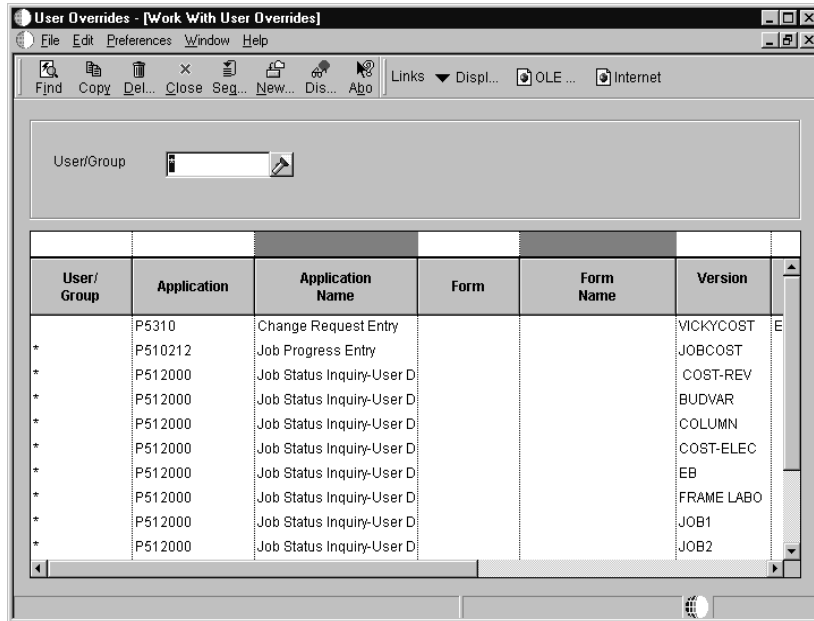 User Overrides - [Work With User Overrides]
File Edit Preferences Window Help
Find Copy Del... Close Seq... New... Dis... Abo Links Displ... OLE ... Internet
User/Group *
User/ Group Application Application Name Form Form Name Version
P5310 Change Request Entry VICKYCOST E
* P510212 Job Progress Entry JOBCOST
* P512000 Job Status Inquiry-User D COST-REV
* P512000 Job Status Inquiry-User D BUDVAR
* P512000 Job Status Inquiry-User D COLUMN
* P512000 Job Status Inquiry-User D COST-ELEC
* P512000 Job Status Inquiry-User D EB
* P512000 Job Status Inquiry-User D FRAME LABO
* P512000 Job Status Inquiry-User D JOB1
* P512000 Job Status Inquiry-User D JOB2